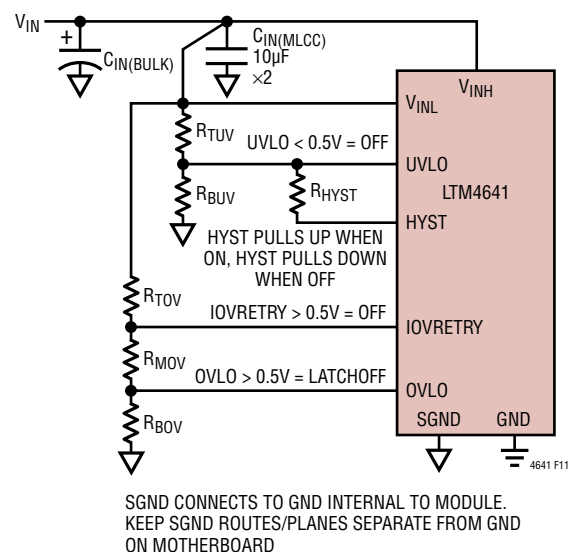 VIN
+
CIN(BULK)
CIN(MLCC)
10µF
×2
VINH
VINL
RTUV
UVLO < 0.5V = OFF
UVLO
RBUV
RHYST
LTM4641
HYST
HYST PULLS UP WHEN
ON, HYST PULLS DOWN
WHEN OFF
RTOV
IOVRETRY > 0.5V = OFF
IOVRETRY
RMOV
OVLO > 0.5V = LATCHOFF
OVLO
RBOV
SGND
GND
4641 F11
SGND CONNECTS TO GND INTERNAL TO MODULE.
KEEP SGND ROUTES/PLANES SEPARATE FROM GND
ON MOTHERBOARD